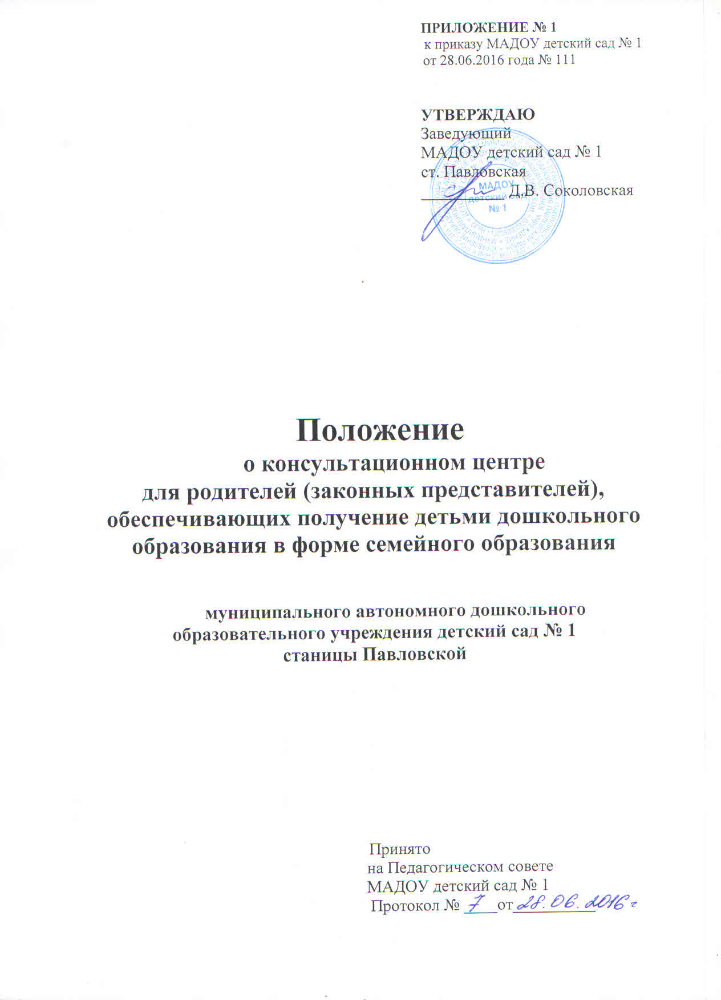 ПРИЛОЖЕНИЕ № 1
к приказу МАДОУ детский сад № 1
от 28.06.2016 года № 111
УТВЕРЖДАЮ
Заведующий
МАДОУ детский сад № 1
ст. Павловская
Д.В. Соколовская
МАДОУ
детский сад
№ 1
Положение
о консультационном центре
для родителей (законных представителей),
обеспечивающих получение детьми дошкольного
образования в форме семейного образования
муниципального автономного дошкольного
образовательного учреждения детский сад № 1
станицы Павловской
Принято
на Педагогическом совете
МАДОУ детский сад № 1
Протокол № 7 от 28.06.2016 г